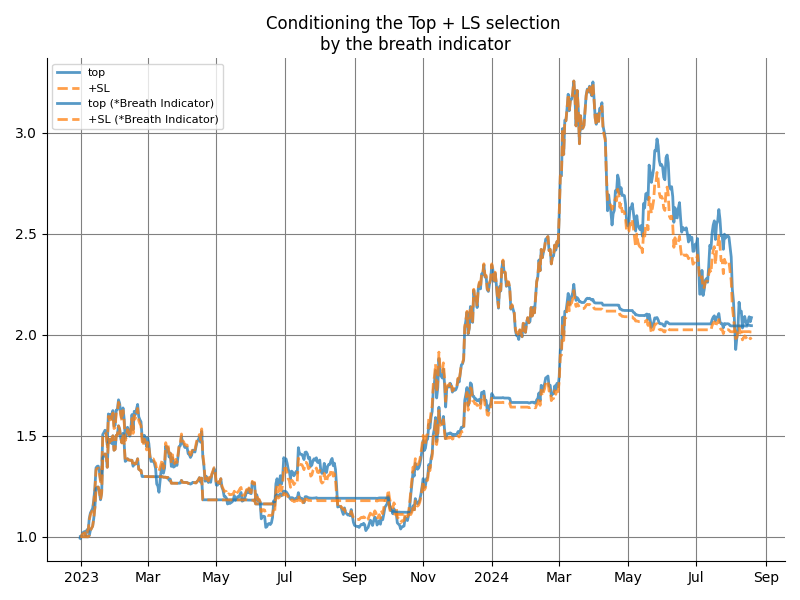 Conditioning the Top + LS selection
by the breath indicator
top
+SL
top (*Breath Indicator)
+SL (*Breath Indicator)
3.0
2.5
2.0
1.5
1.0
2023 Mar May Jul Sep Nov 2024 Mar May Jul Sep